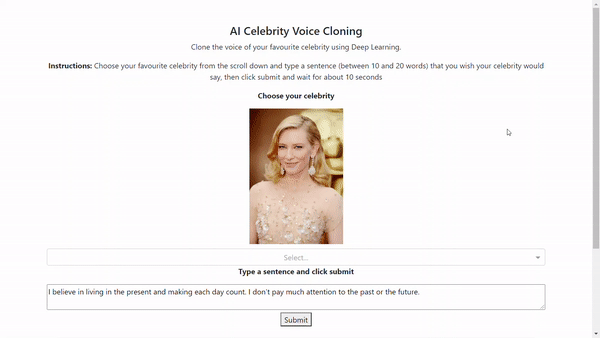 AI Celebrity Voice Cloning
Clone the voice of your favourite celebrity using Deep Learning.
Instructions: Choose your favourite celebrity from the scroll down and type a sentence (between 10 and 20 words) that you wish your celebrity would
say, then click submit and wait for about 10 seconds
Choose your celebrity
Select...
Type a sentence and click submit
I believe in living in the present and making each day count. I don't pay much attention to the past or the future.
Submit